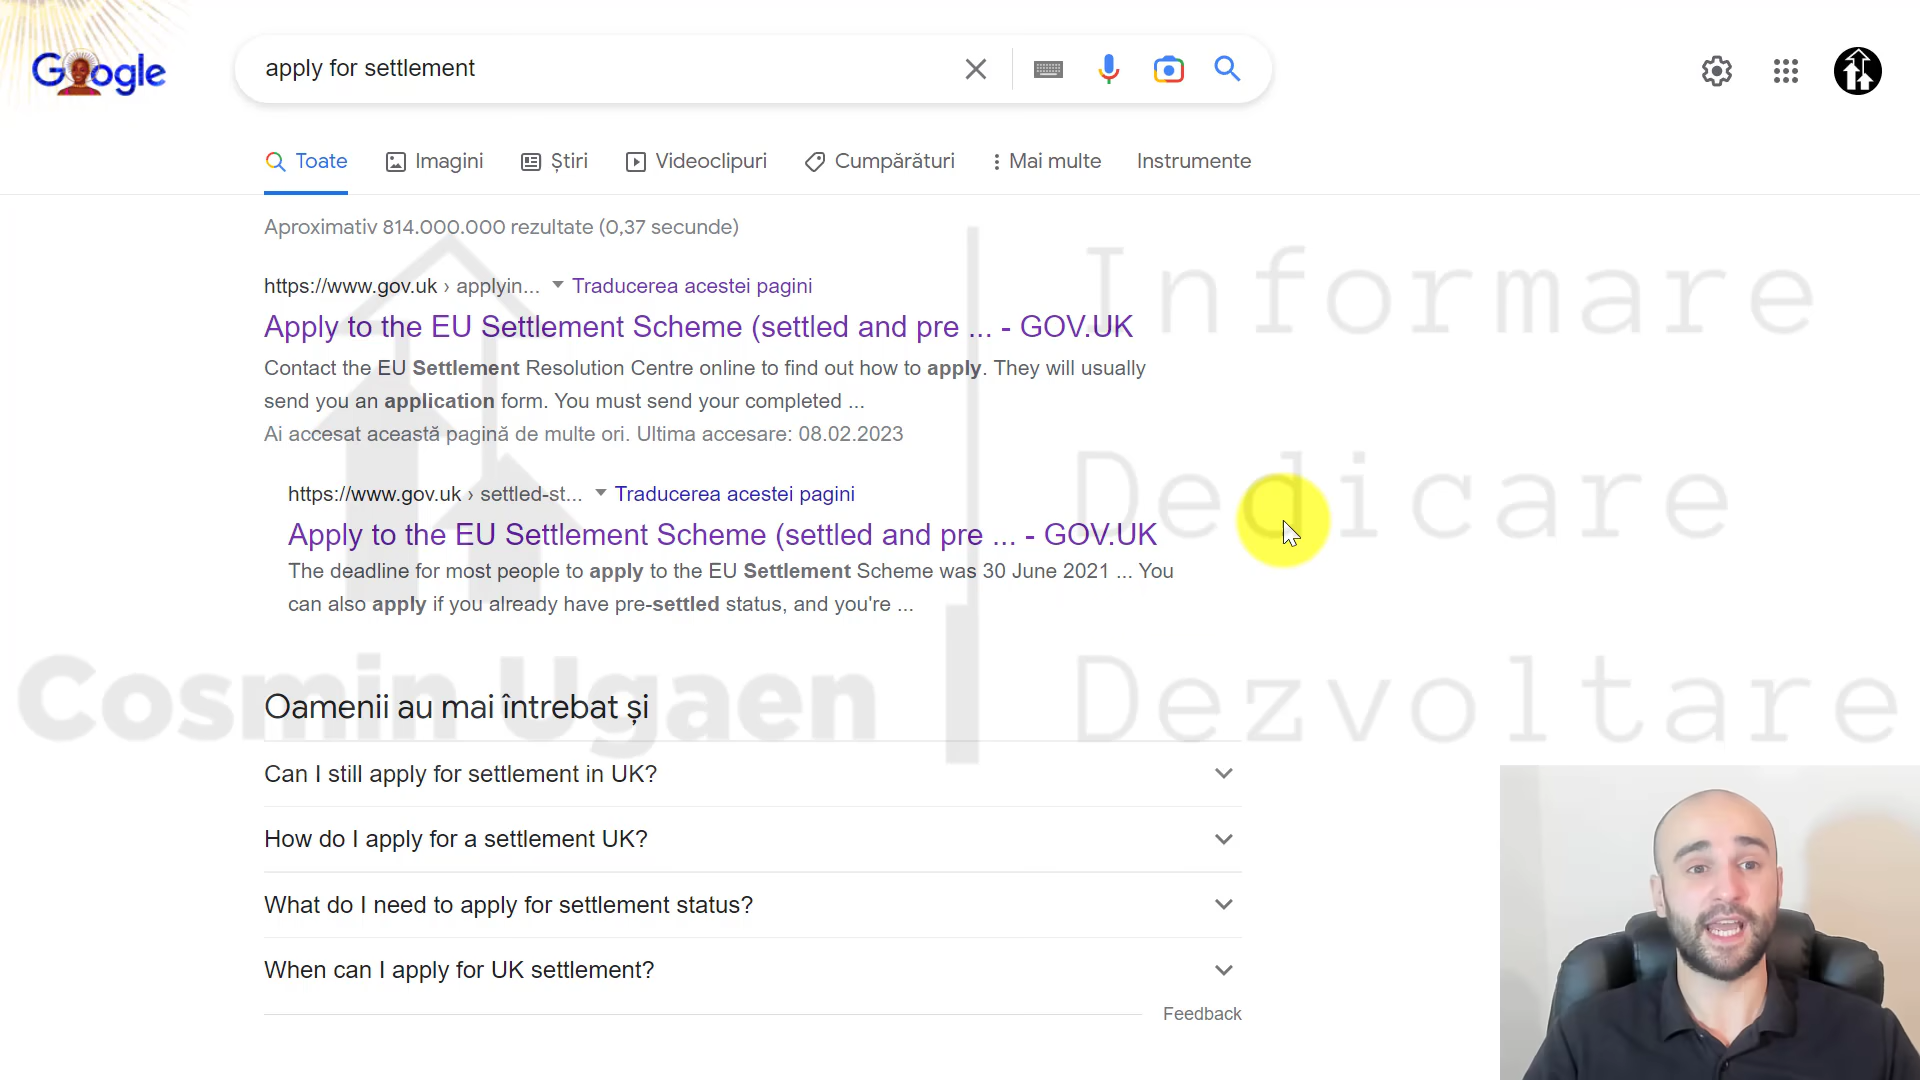 Google
apply for settlement
Toate
Imagini
Știri
Videoclipuri
Cumpărături
Mai multe
Instrumente
Aproximativ 814.000.000 rezultate (0,37 secunde)
https://www.gov.uk › applyin... Traducerea acestei pagini
Apply to the EU Settlement Scheme (settled and pre ... - GOV.UK
Contact the EU Settlement Resolution Centre online to find out how to apply. They will usually
send you an application form. You must send your completed ...
Ai accesat această pagină de multe ori. Ultima accesare: 08.02.2023
https://www.gov.uk › settled-st... Traducerea acestei pagini
Apply to the EU Settlement Scheme (settled and pre ... - GOV.UK
The deadline for most people to apply to the EU Settlement Scheme was 30 June 2021 ... You
can also apply if you already have pre-settled status, and you're ...
Oamenii au mai întrebat și
Can I still apply for settlement in UK?
How do I apply for a settlement UK?
What do I need to apply for settlement status?
When can I apply for UK settlement?
Feedback
Cosmin Ugaen
Informare
Dedicare
Dezvoltare